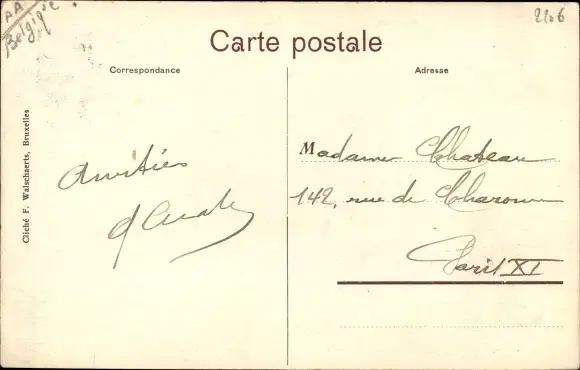 AA
Belgique
2106
Carte postale
Correspondance
Adresse
Cliché F. Walschaerts, Bruxelles
Amitiés
Madame Chateau
142, rue de Charonne
Paris XI